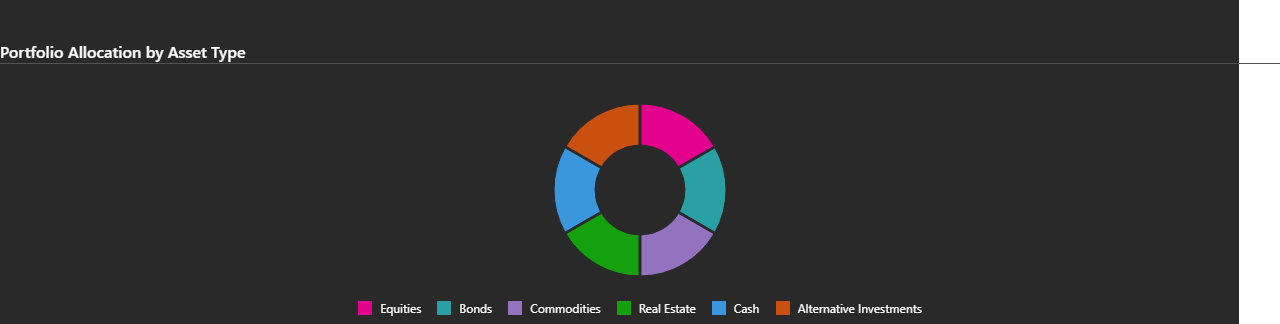 Portfolio Allocation by Asset Type
Equities Bonds Commodities Real Estate Cash Alternative Investments